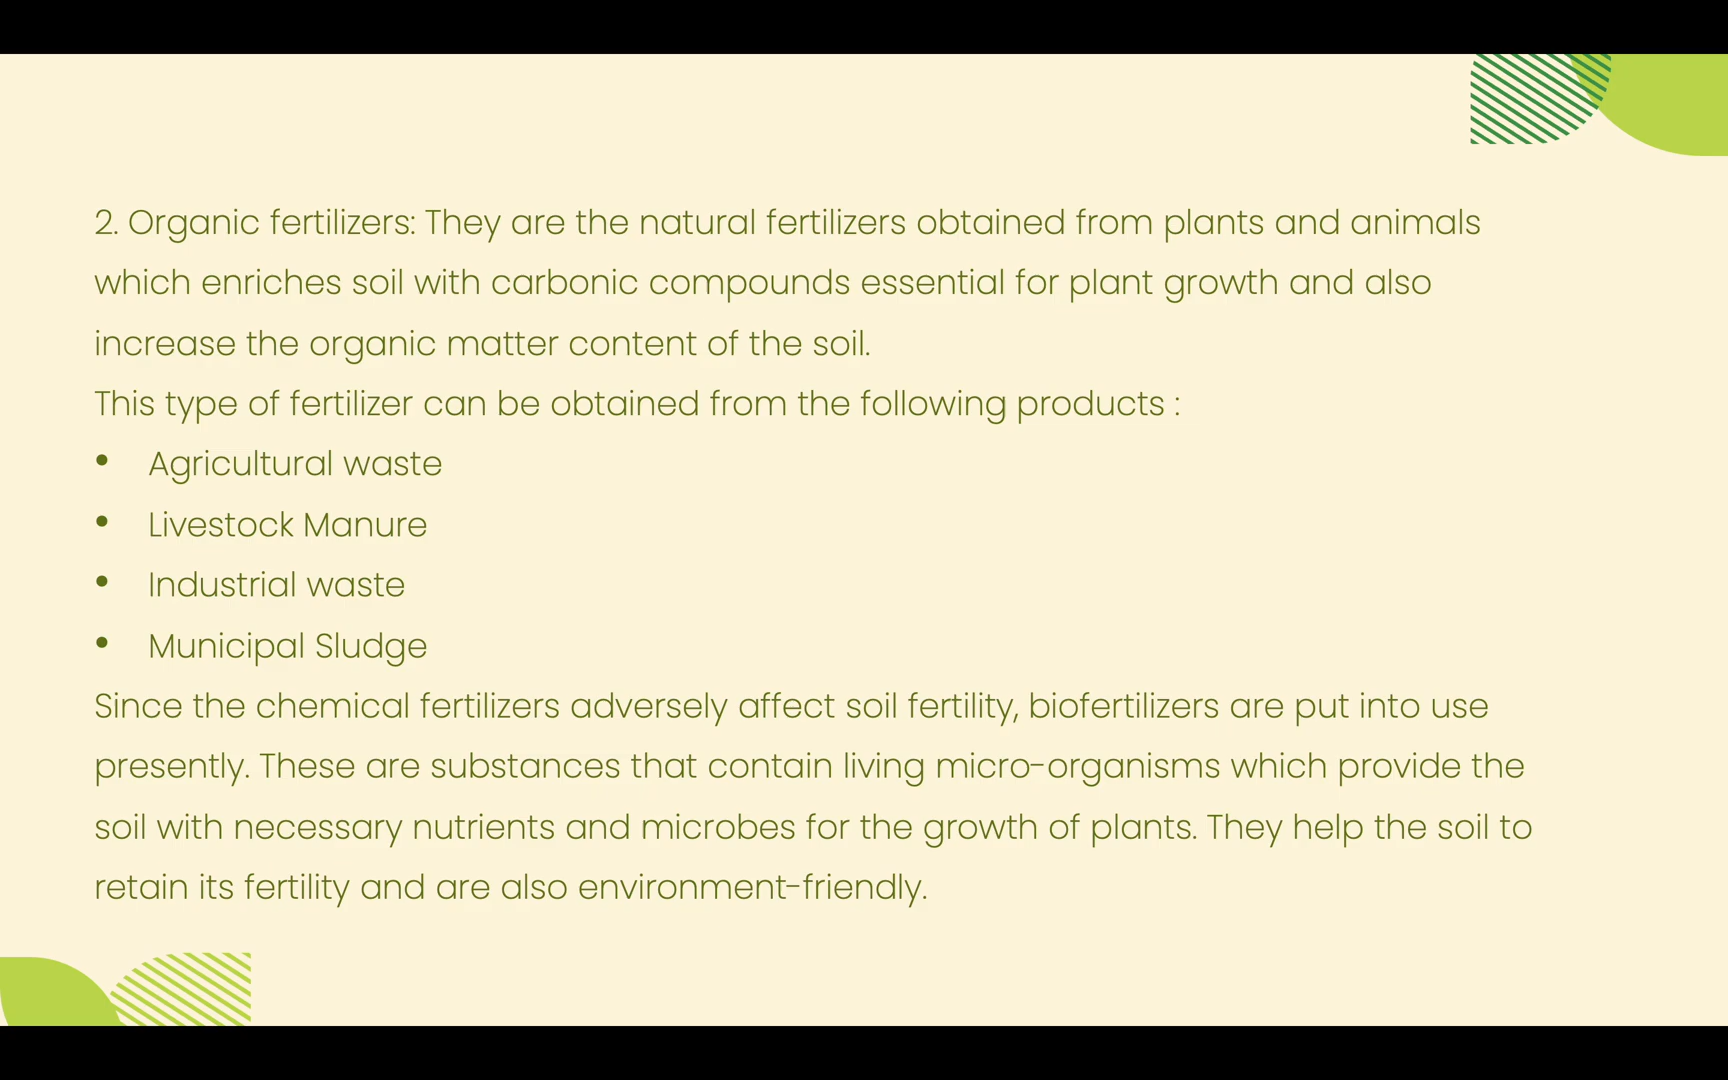 2. Organic fertilizers: They are the natural fertilizers obtained from plants and animals
which enriches soil with carbonic compounds essential for plant growth and also
increase the organic matter content of the soil.
This type of fertilizer can be obtained from the following products :
• Agricultural waste
• Livestock Manure
• Industrial waste
• Municipal Sludge
Since the chemical fertilizers adversely affect soil fertility, biofertilizers are put into use
presently. These are substances that contain living micro-organisms which provide the
soil with necessary nutrients and microbes for the growth of plants. They help the soil to
retain its fertility and are also environment-friendly.